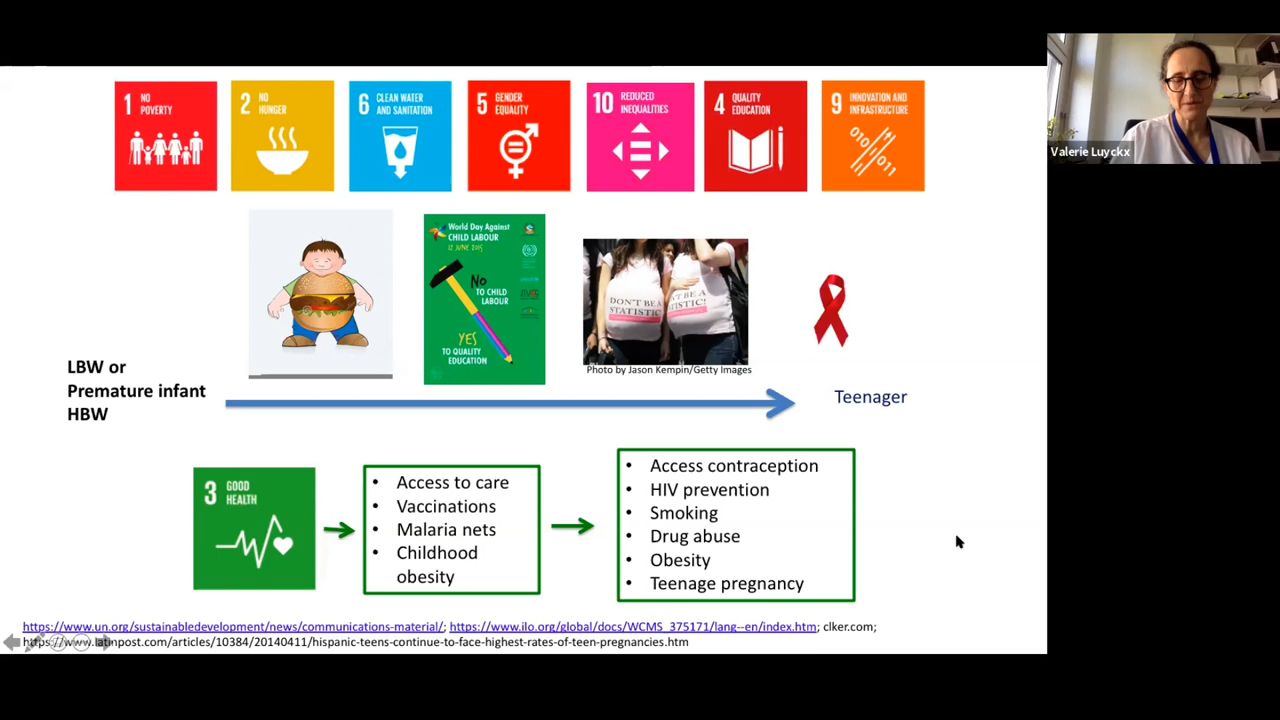 1 NO POVERTY
2 NO HUNGER
6 CLEAN WATER AND SANITATION
5 GENDER EQUALITY
10 REDUCED INEQUALITIES
4 QUALITY EDUCATION
9 INNOVATION AND INFRASTRUCTURE
Valerie Luyckx
World Day Against
CHILD LABOUR
12 JUNE 2015
No
TO CHILD
LABOUR
YES
TO QUALITY
EDUCATION
DON'T BE A
STATISTIC!
'T BE A
STATISTIC!
Photo by Jason Kempin/Getty Images
LBW or
Premature infant
HBW
Teenager
3 GOOD HEALTH
• Access to care
• Vaccinations
• Malaria nets
• Childhood
obesity
• Access contraception
• HIV prevention
• Smoking
• Drug abuse
• Obesity
• Teenage pregnancy
https://www.un.org/sustainabledevelopment/news/communications-material/; https://www.ilo.org/global/docs/WCMS_375171/lang--en/index.htm; clker.com;
https://www.latinpost.com/articles/10384/20140411/hispanic-teens-continue-to-face-highest-rates-of-teen-pregnancies.htm